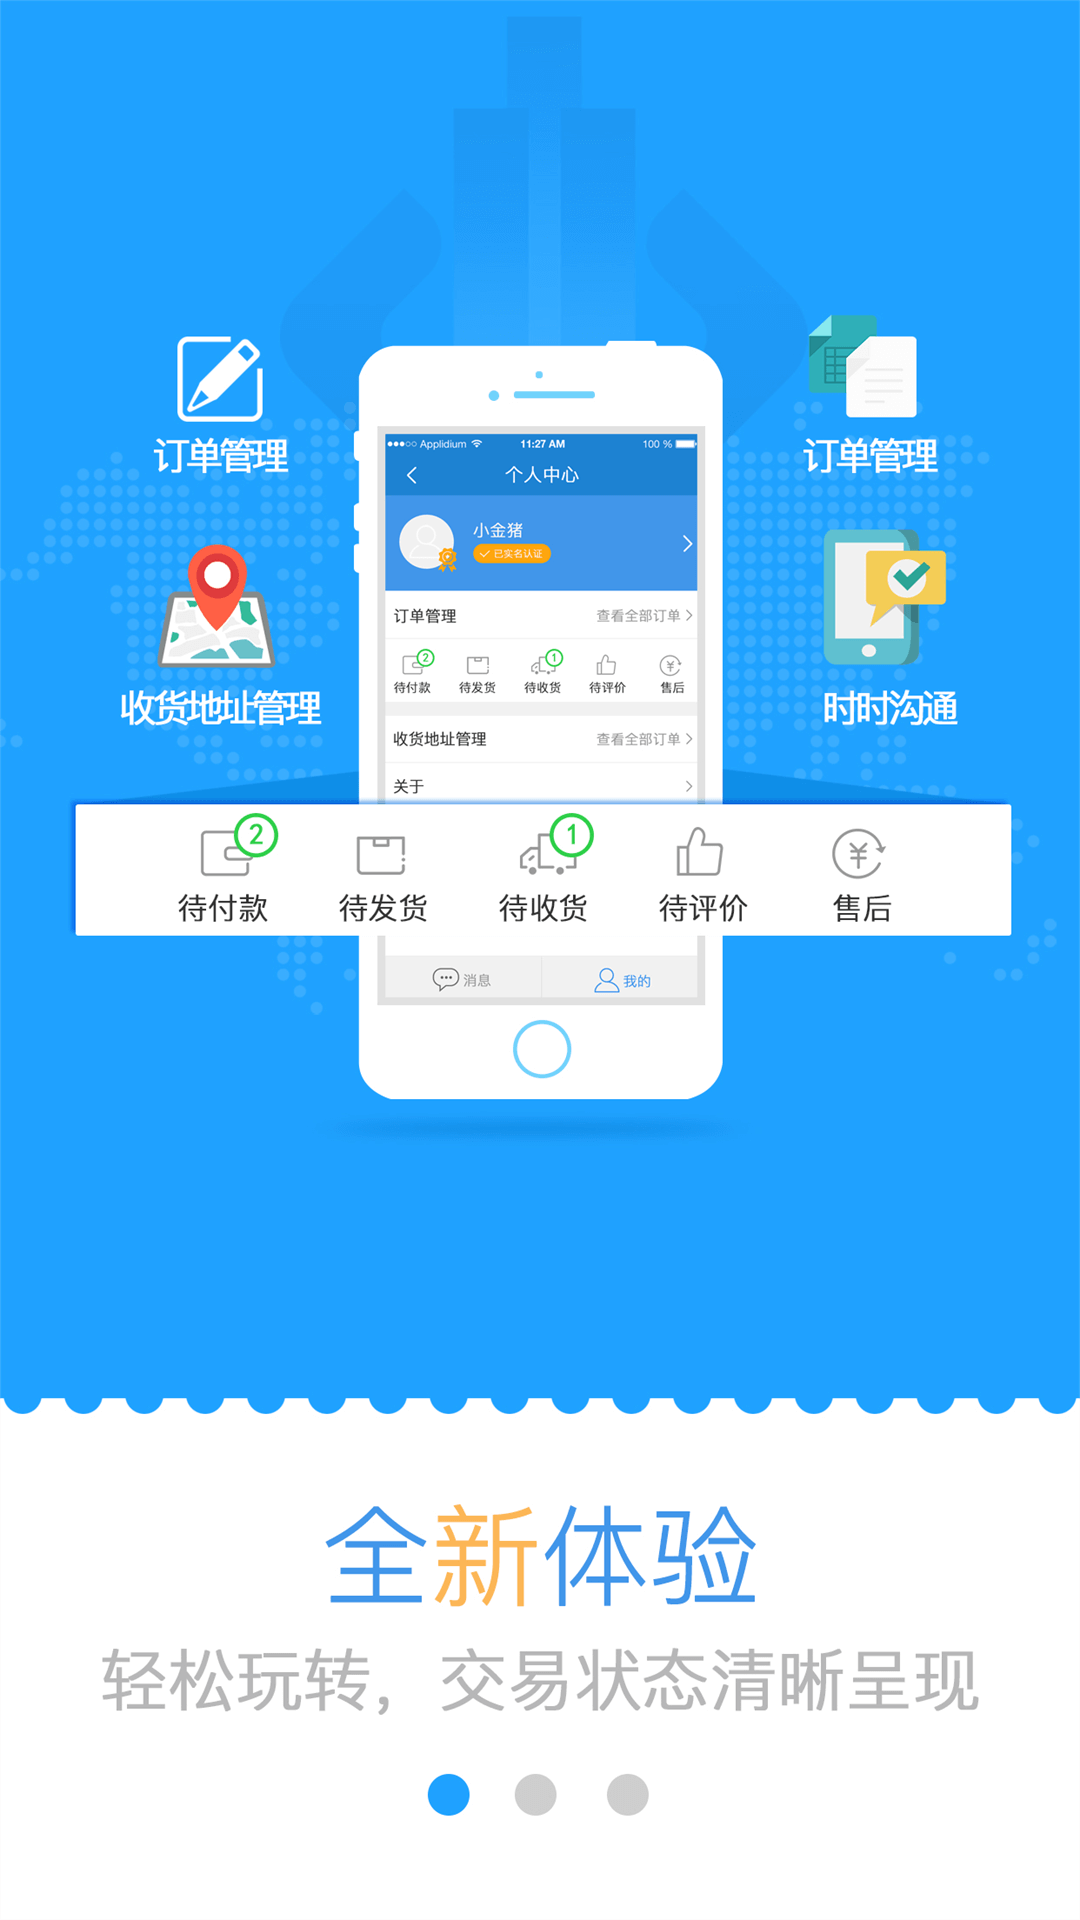 订单管理
订单管理
●●●○○ Applidium 11:27 AM 100 %
个人中心
小金猪
已实名认证
订单管理 查看全部订单
2 1
待付款 待发货 待收货 待评价 售后
收货地址管理
时时沟通
收货地址管理 查看全部订单
关于
2 1
待付款 待发货 待收货 待评价 售后
消息 我的
全新体验
轻松玩转，交易状态清晰呈现